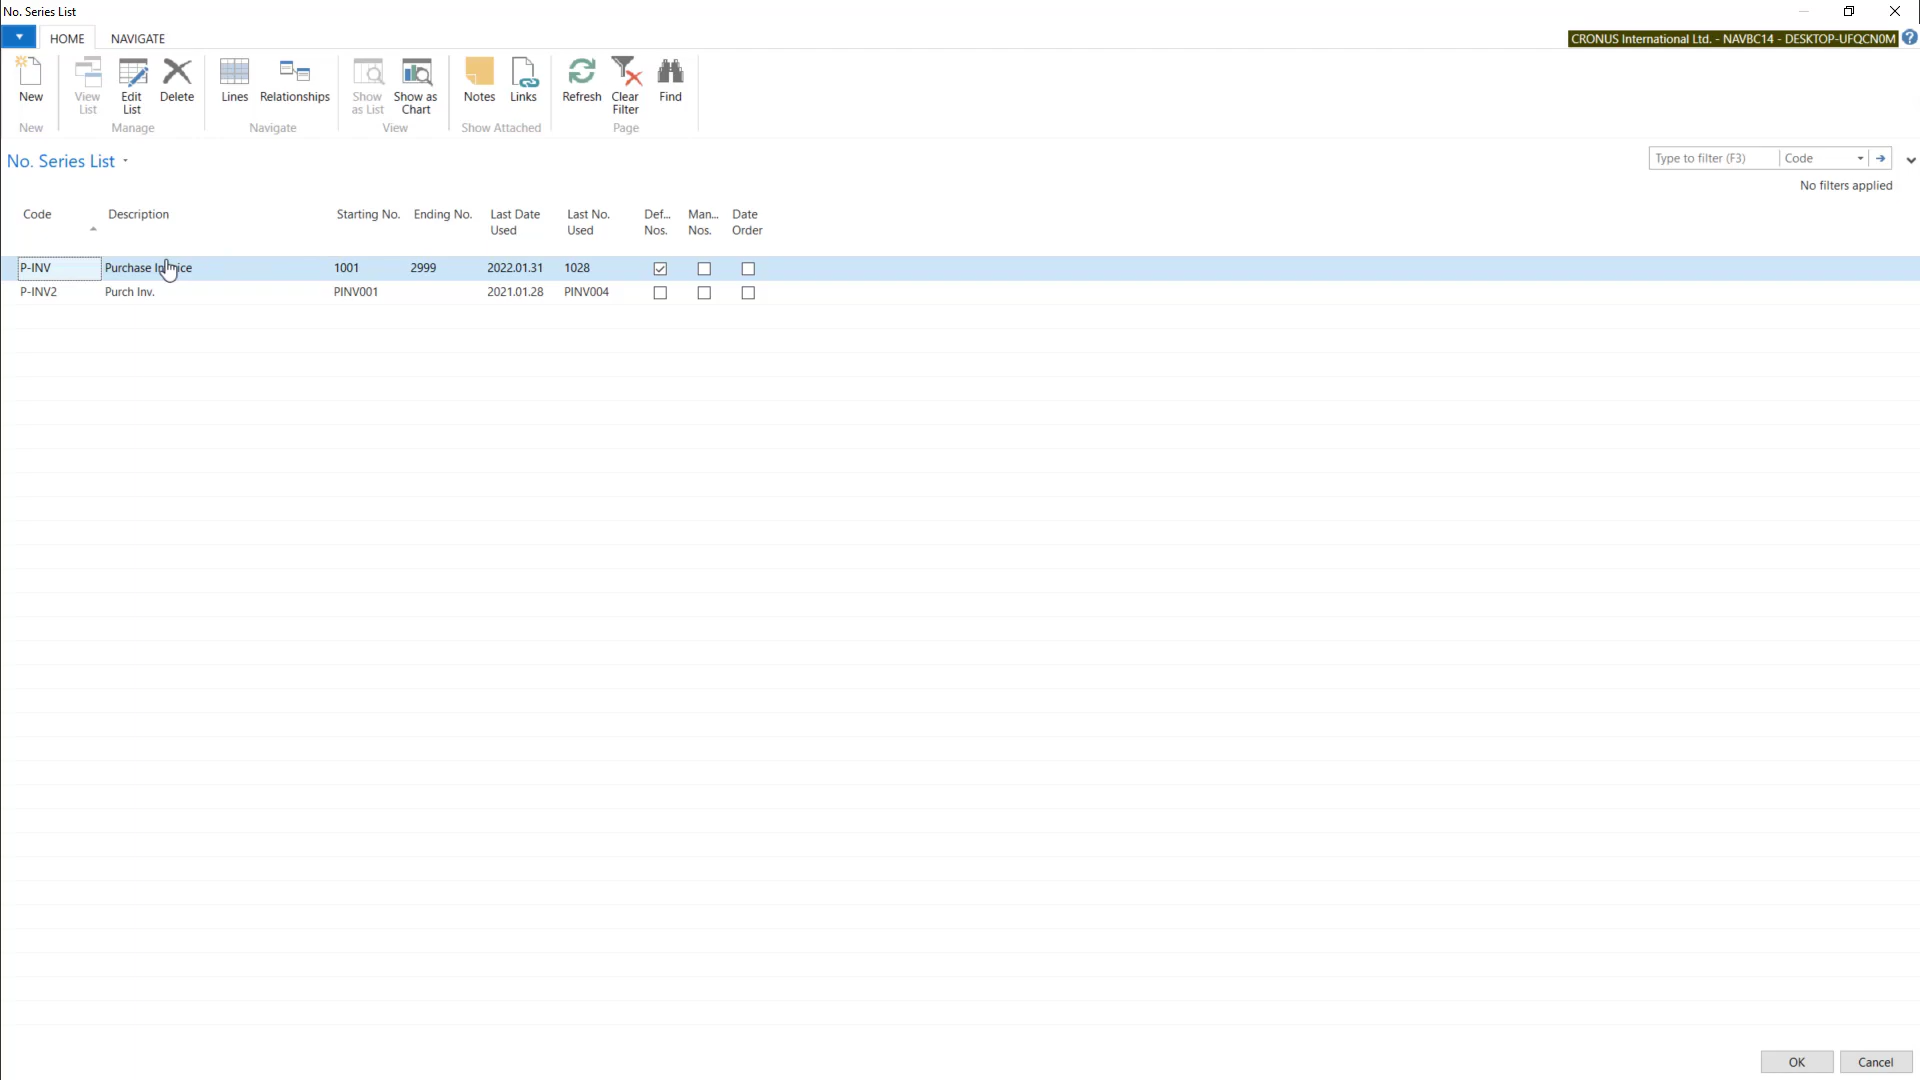 No. Series List
HOME NAVIGATE
CRONUS International Ltd. - NAVBC14 - DESKTOP-UFQCN0M ?
New View List Edit List Delete Lines Relationships Show as List Show as Chart Notes Links Refresh Clear Filter Find
New Manage Navigate View Show Attached Page
No. Series List
Type to filter (F3) Code
No filters applied
Code Description Starting No. Ending No. Last Date Used Last No. Used Def... Nos. Man... Nos. Date Order
P-INV Purchase Invoice 1001 2999 2022.01.31 1028
P-INV2 Purch Inv. PINV001 2021.01.28 PINV004
OK Cancel